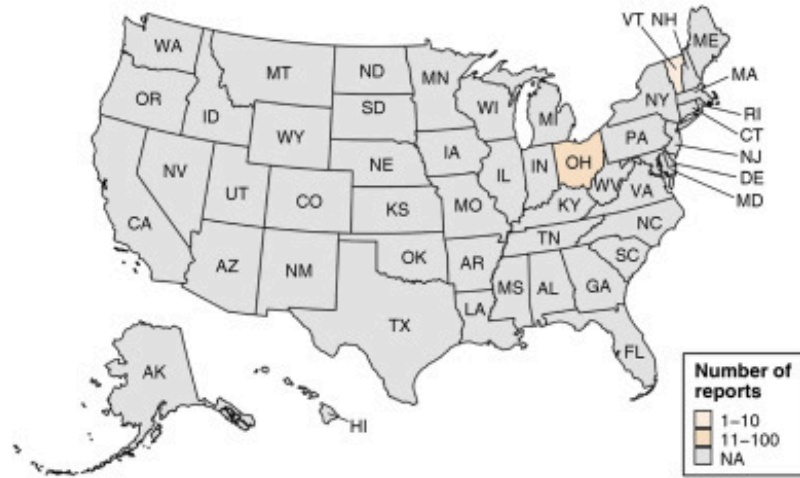 VT NH
WA
ME
MT
ND
MN
OR
MA
ID
SD
WI
NY
RI
WY
MI
CT
IA
PA
NJ
NE
NV
OH
IL
IN
DE
UT
WV
MD
CO
VA
CA
KS
MO
KY
NC
TN
OK
AZ
NM
AR
SC
MS
AL
GA
LA
TX
FL
AK
HI
Number of
reports
1–10
11–100
NA